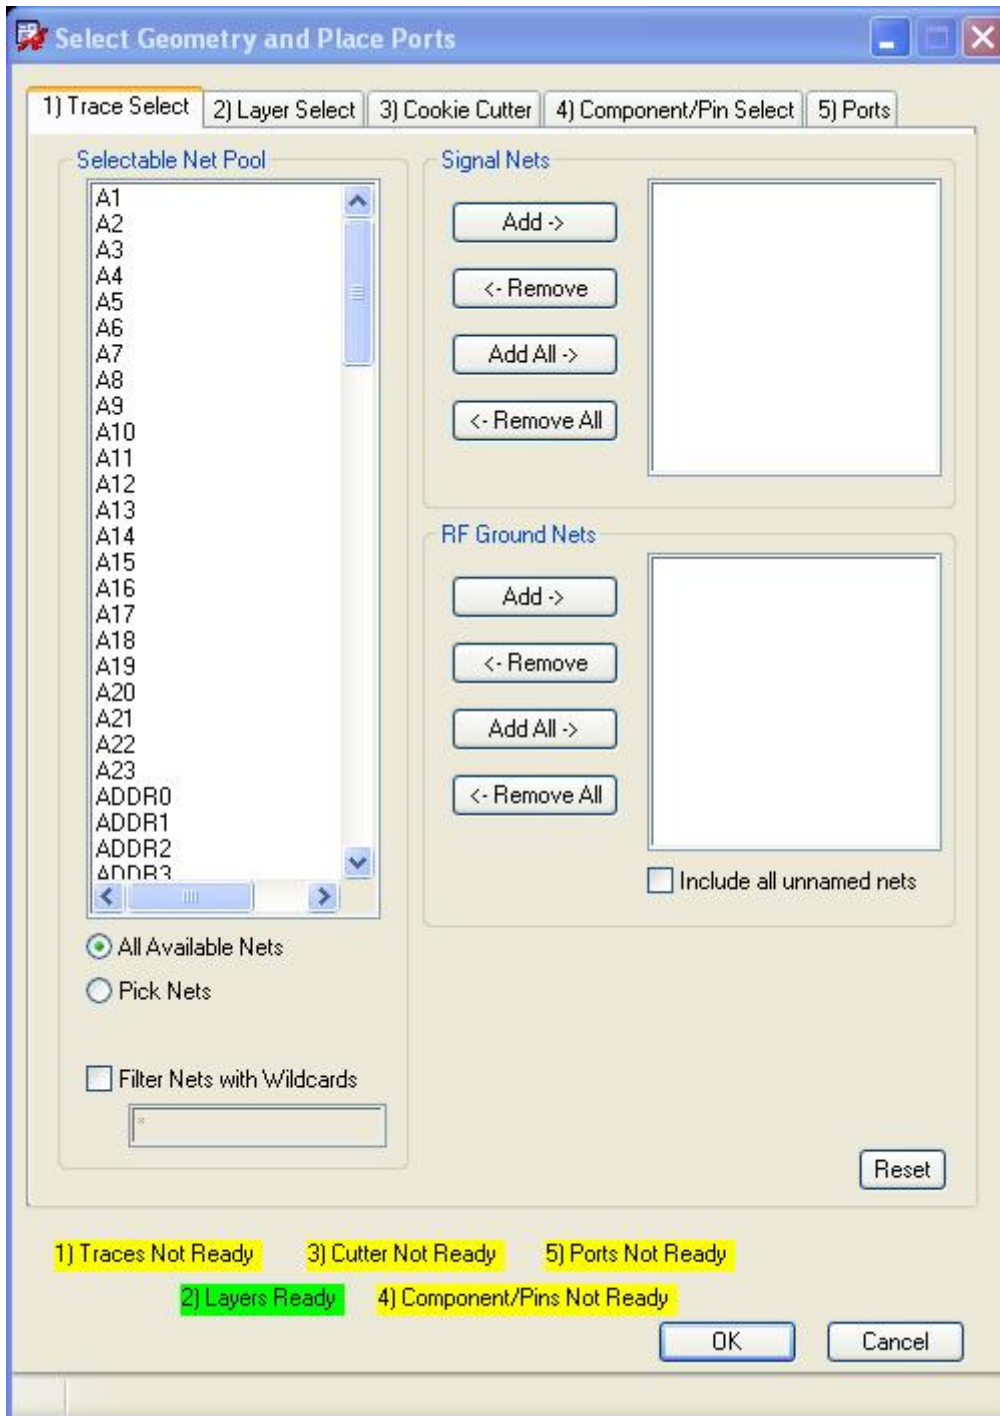 Select Geometry and Place Ports
1) Trace Select 2) Layer Select 3) Cookie Cutter 4) Component/Pin Select 5) Ports
Selectable Net Pool
A1
A2
A3
A4
A5
A6
A7
A8
A9
A10
A11
A12
A13
A14
A15
A16
A17
A18
A19
A20
A21
A22
A23
ADDR0
ADDR1
ADDR2
ADDR3
All Available Nets
Pick Nets
Filter Nets with Wildcards
*
Signal Nets
Add ->
<- Remove
Add All ->
<- Remove All
RF Ground Nets
Add ->
<- Remove
Add All ->
<- Remove All
Include all unnamed nets
Reset
1) Traces Not Ready 3) Cutter Not Ready 5) Ports Not Ready
2) Layers Ready 4) Component/Pins Not Ready
OK Cancel